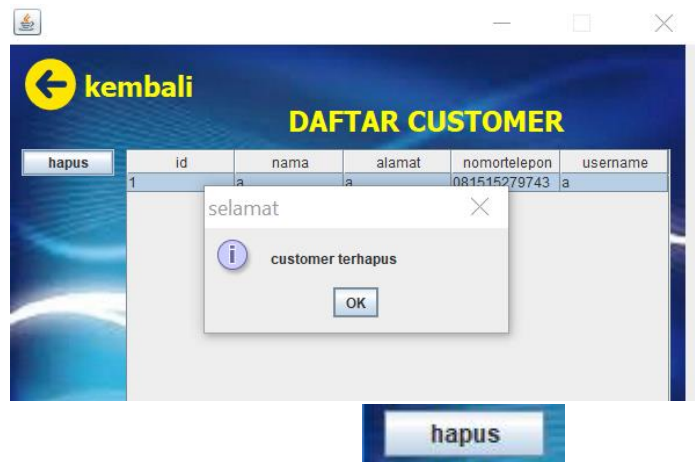 kembali
DAFTAR CUSTOMER
hapus
id nama alamat nomortelepon username
1 a a 081515279743 a
selamat
customer terhapus
OK
hapus